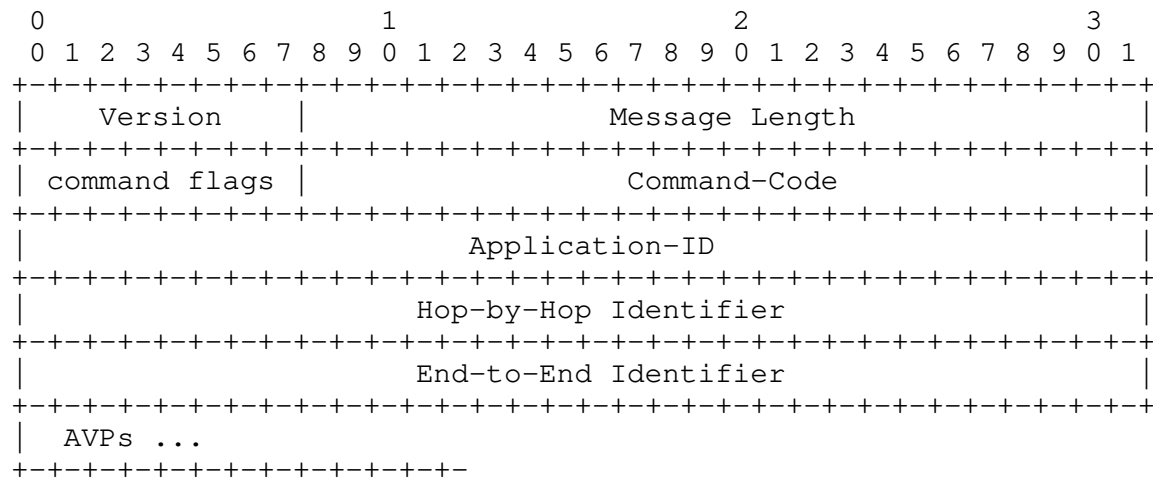 0                   1                   2                   3
 0 1 2 3 4 5 6 7 8 9 0 1 2 3 4 5 6 7 8 9 0 1 2 3 4 5 6 7 8 9 0 1
+-+-+-+-+-+-+-+-+-+-+-+-+-+-+-+-+-+-+-+-+-+-+-+-+-+-+-+-+-+-+-+-+
|    Version    |                 Message Length                |
+-+-+-+-+-+-+-+-+-+-+-+-+-+-+-+-+-+-+-+-+-+-+-+-+-+-+-+-+-+-+-+-+
| command flags |                  Command-Code                 |
+-+-+-+-+-+-+-+-+-+-+-+-+-+-+-+-+-+-+-+-+-+-+-+-+-+-+-+-+-+-+-+-+
|                         Application-ID                        |
+-+-+-+-+-+-+-+-+-+-+-+-+-+-+-+-+-+-+-+-+-+-+-+-+-+-+-+-+-+-+-+-+
|                      Hop-by-Hop Identifier                    |
+-+-+-+-+-+-+-+-+-+-+-+-+-+-+-+-+-+-+-+-+-+-+-+-+-+-+-+-+-+-+-+-+
|                      End-to-End Identifier                    |
+-+-+-+-+-+-+-+-+-+-+-+-+-+-+-+-+-+-+-+-+-+-+-+-+-+-+-+-+-+-+-+-+
|  AVPs ...
+-+-+-+-+-+-+-+-+-+-+-+-+-